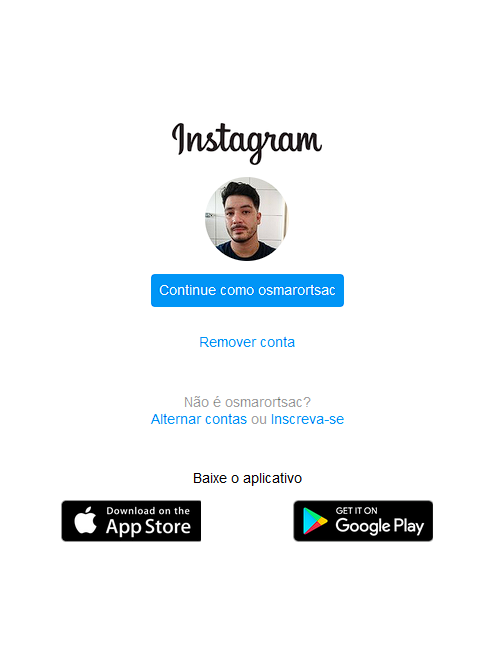 Instagram
Continue como osmarortsac
Remover conta
Não é osmarortsac?
Alternar contas ou Inscreva-se
Baixe o aplicativo
Download on the
App Store
GET IT ON
Google Play